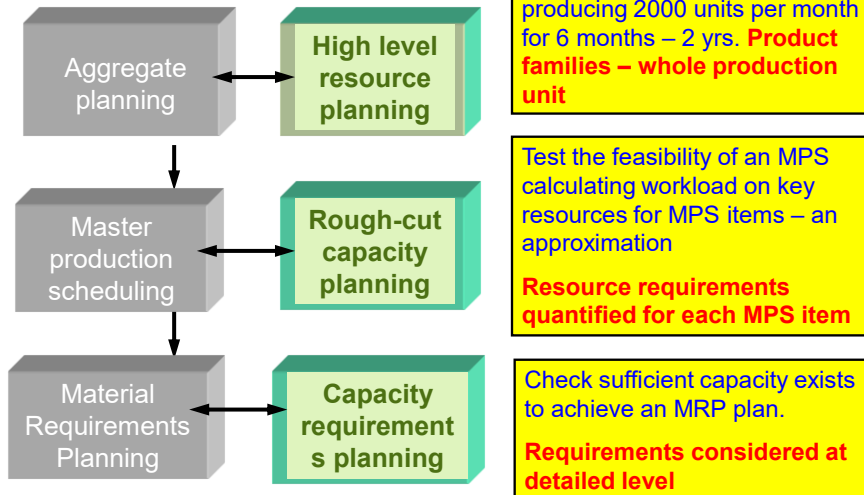 Aggregate
planning
High level
resource
planning
producing 2000 units per month
for 6 months – 2 yrs. Product
families – whole production
unit
Master
production
scheduling
Rough-cut
capacity
planning
Test the feasibility of an MPS
calculating workload on key
resources for MPS items – an
approximation
Resource requirements
quantified for each MPS item
Material
Requirements
Planning
Capacity
requirement
s planning
Check sufficient capacity exists
to achieve an MRP plan.
Requirements considered at
detailed level